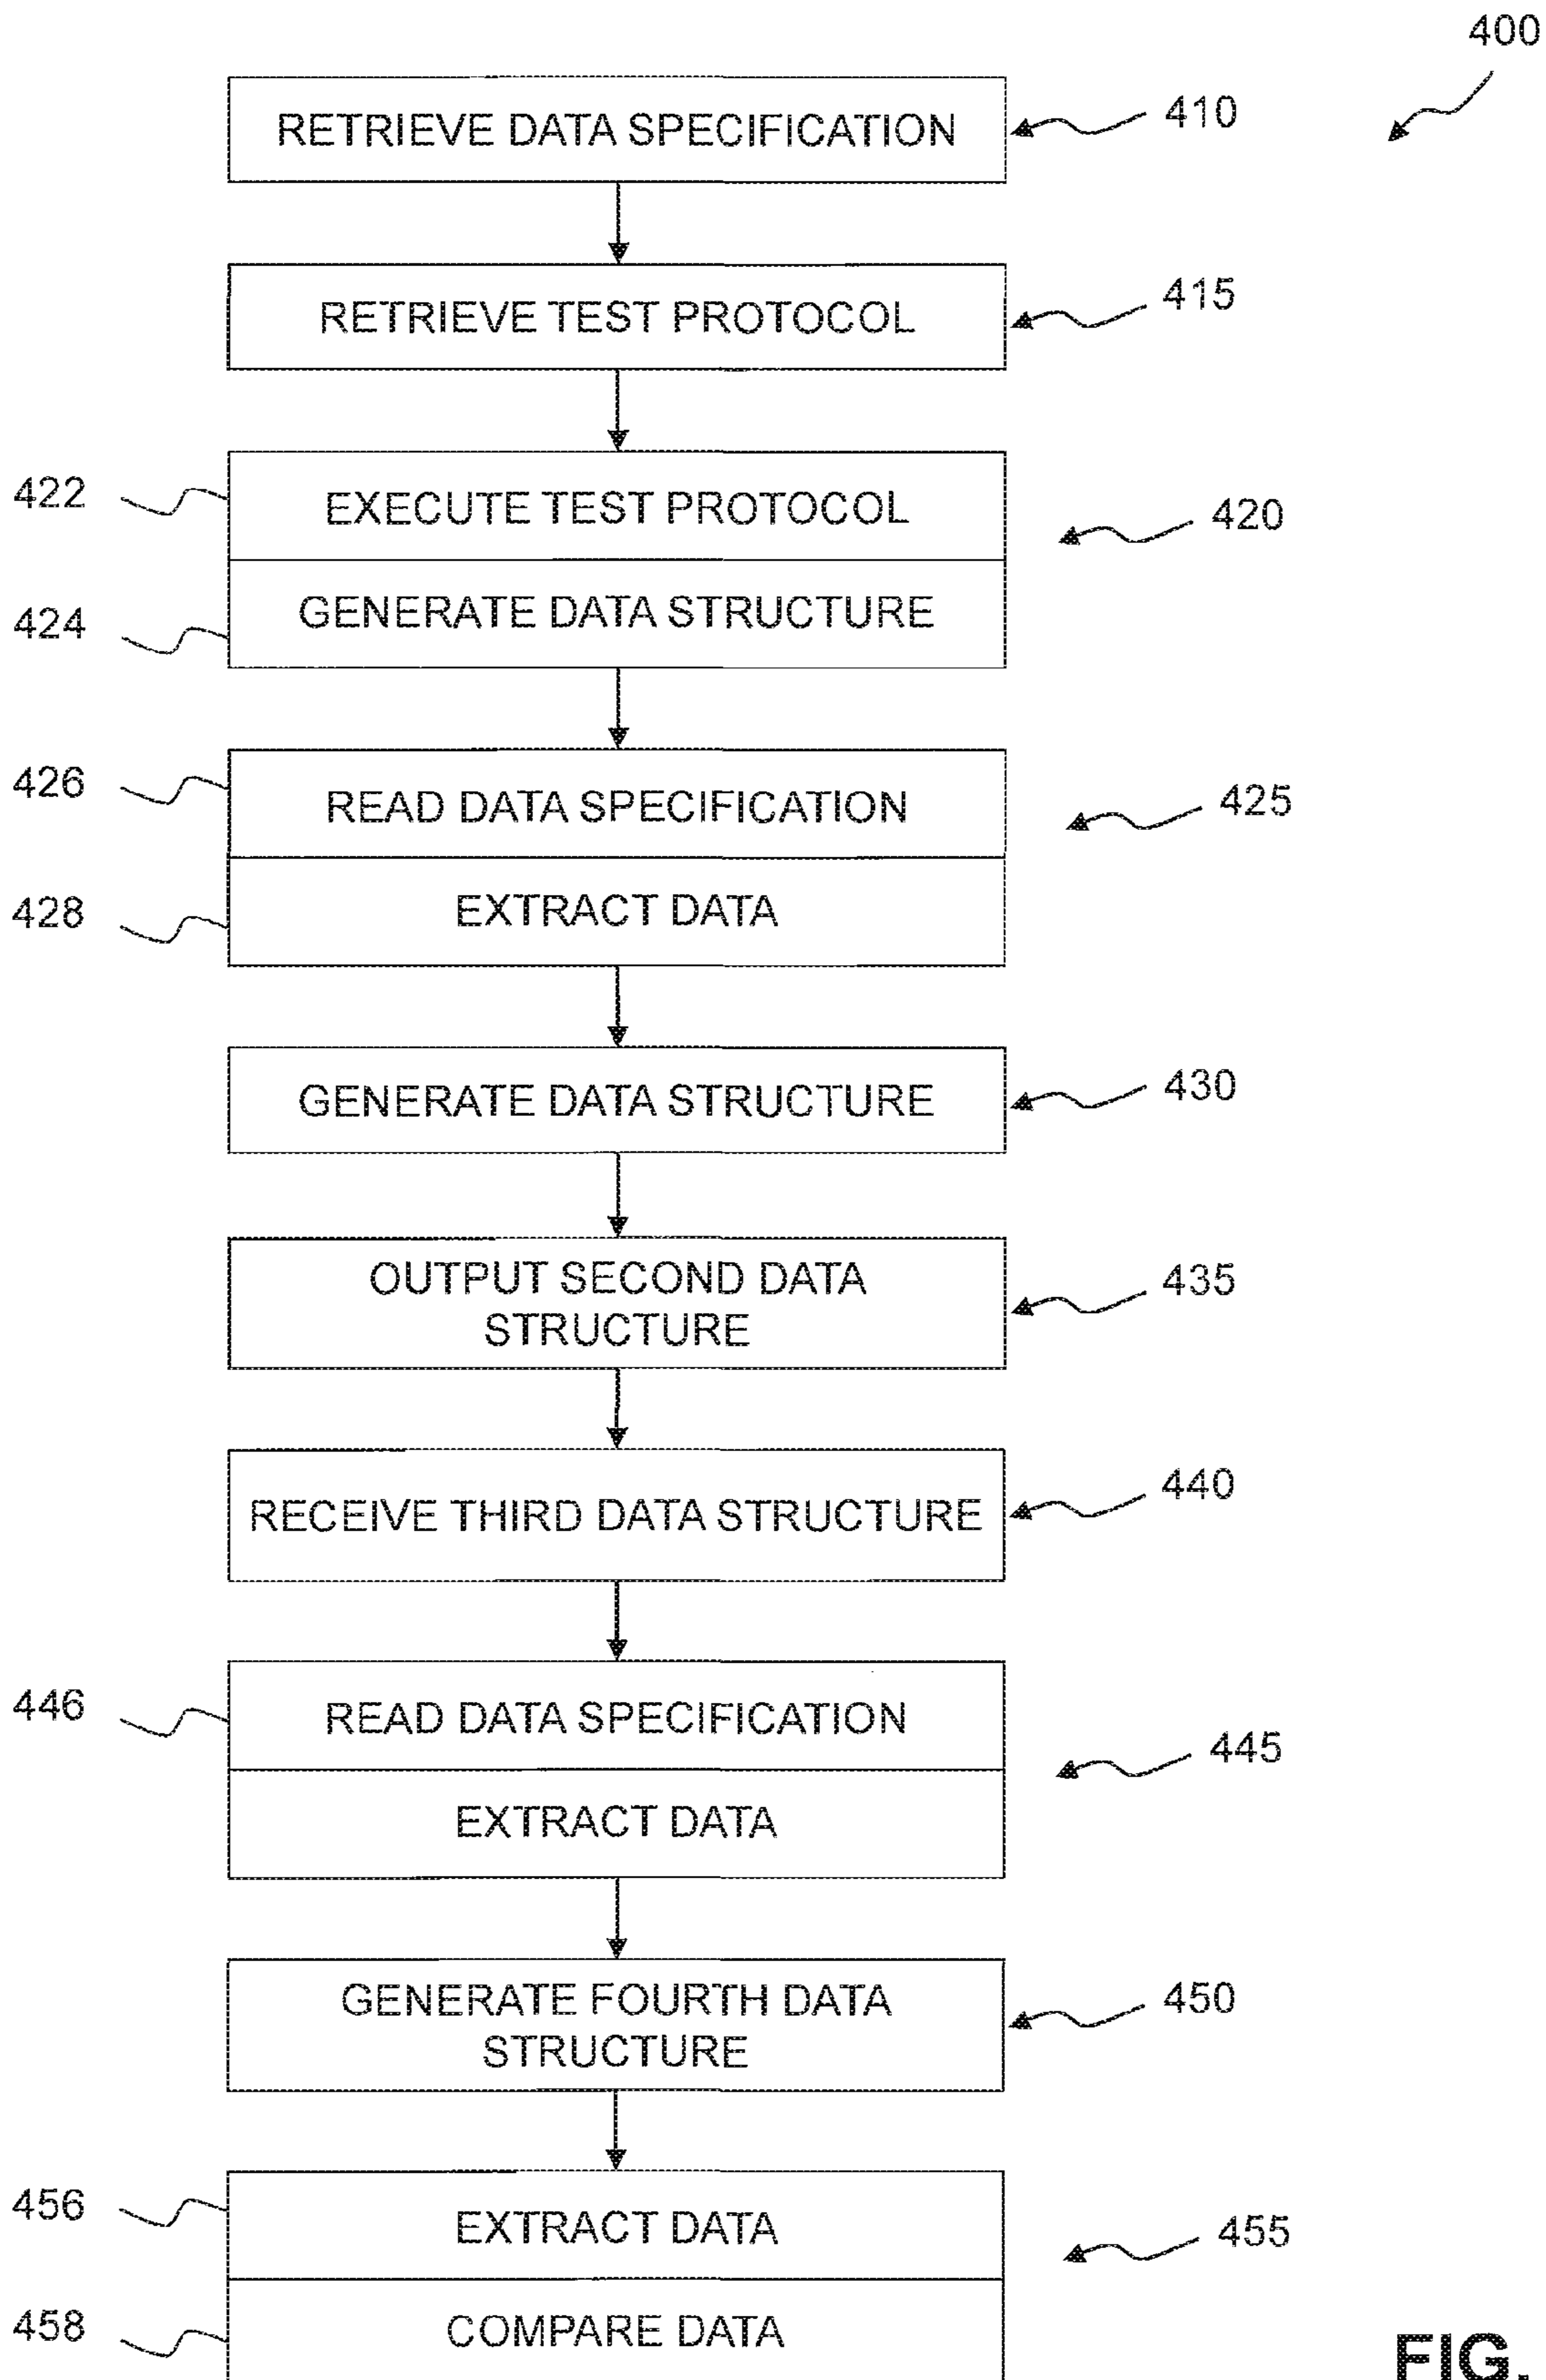 400
RETRIEVE DATA SPECIFICATION
410
RETRIEVE TEST PROTOCOL
415
422
EXECUTE TEST PROTOCOL
420
424
GENERATE DATA STRUCTURE
426
READ DATA SPECIFICATION
425
428
EXTRACT DATA
GENERATE DATA STRUCTURE
430
OUTPUT SECOND DATA
STRUCTURE
435
RECEIVE THIRD DATA STRUCTURE
440
446
READ DATA SPECIFICATION
445
EXTRACT DATA
GENERATE FOURTH DATA
STRUCTURE
450
456
EXTRACT DATA
455
458
COMPARE DATA
FIG.